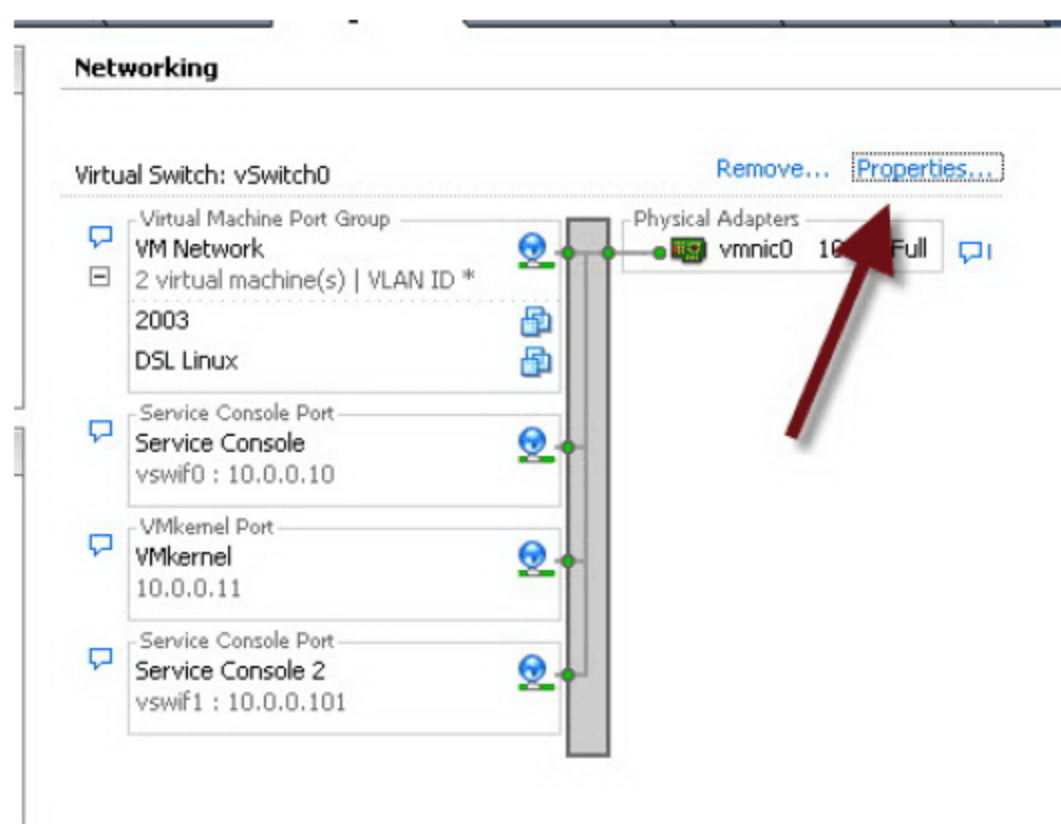 Networking
Virtual Switch: vSwitch0
Remove... Properties...
Virtual Machine Port Group
VM Network
2 virtual machine(s) | VLAN ID *
2003
DSL Linux
Physical Adapters
vmnic0 Full
Service Console Port
Service Console
vswif0 : 10.0.0.10
VMkernel Port
VMkernel
10.0.0.11
Service Console Port
Service Console 2
vswif1 : 10.0.0.101